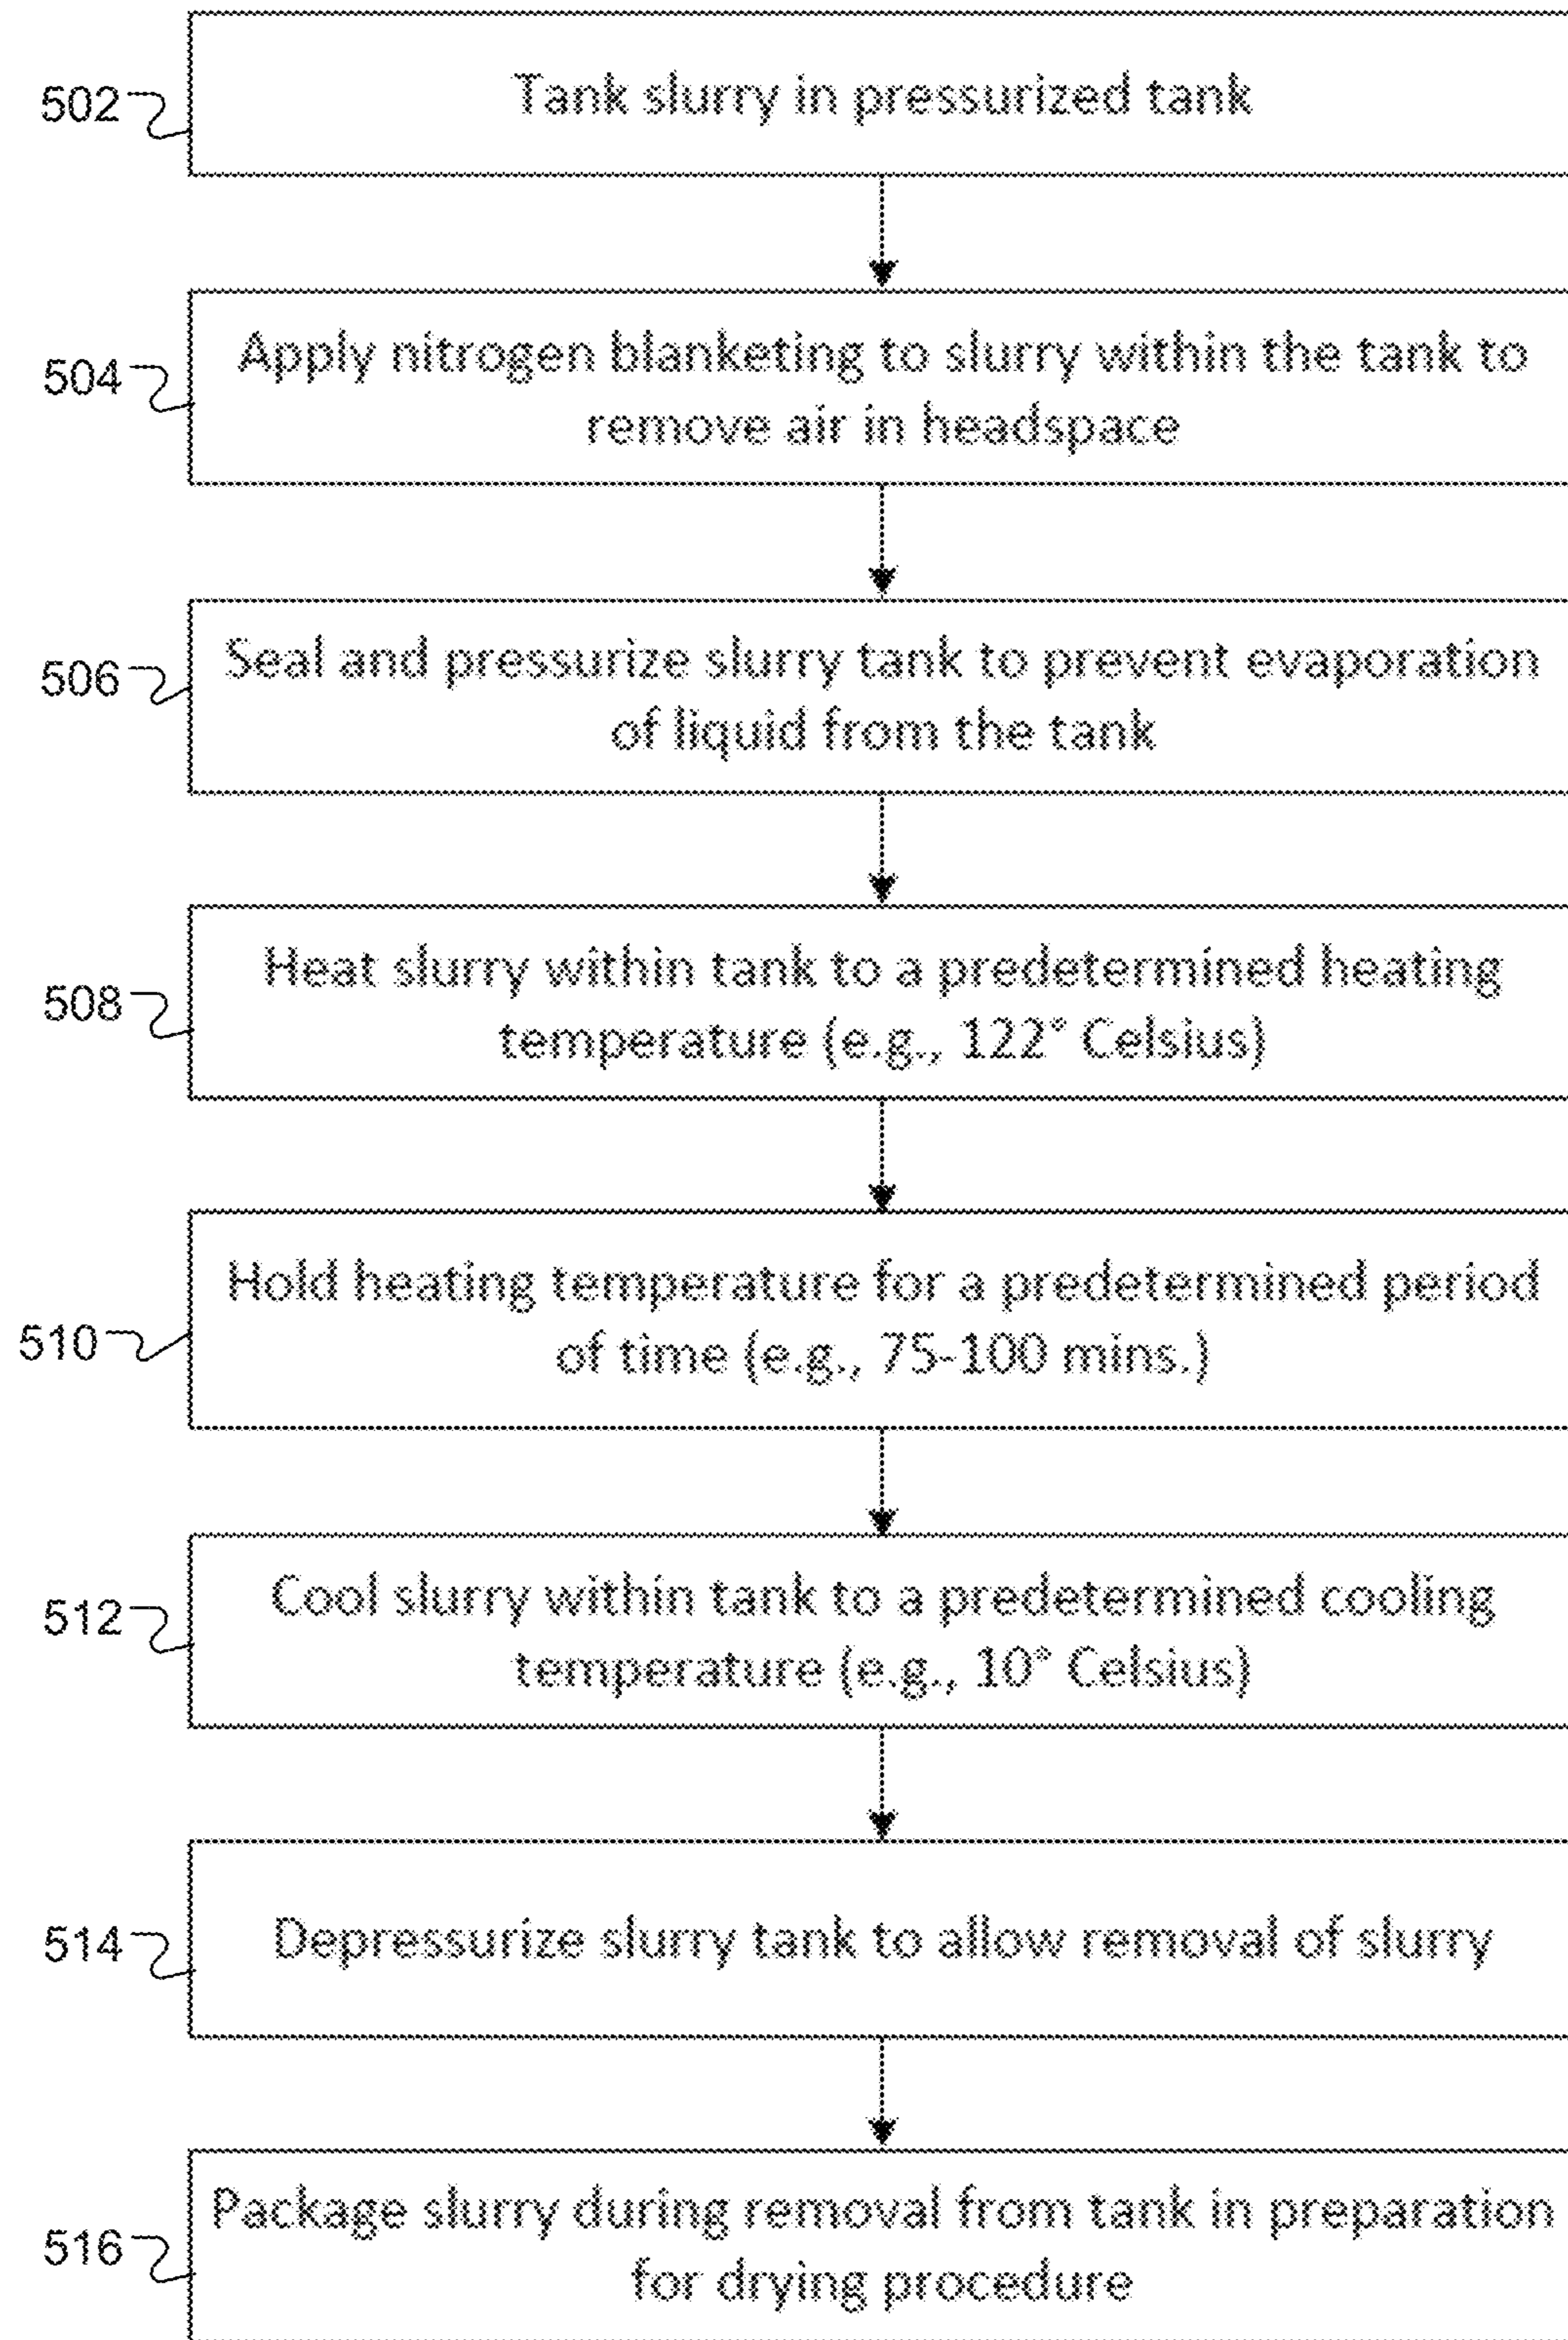 502
Tank slurry in pressurized tank
504
Apply nitrogen blanketing to slurry within the tank to
remove air in headspace
506
Seal and pressurize slurry tank to prevent evaporation
of liquid from the tank
508
Heat slurry within tank to a predetermined heating
temperature (e.g., 122° Celsius)
510
Hold heating temperature for a predetermined period
of time (e.g., 75-100 mins.)
512
Cool slurry within tank to a predetermined cooling
temperature (e.g., 10° Celsius)
514
Depressurize slurry tank to allow removal of slurry
516
Package slurry during removal from tank in preparation
for drying procedure